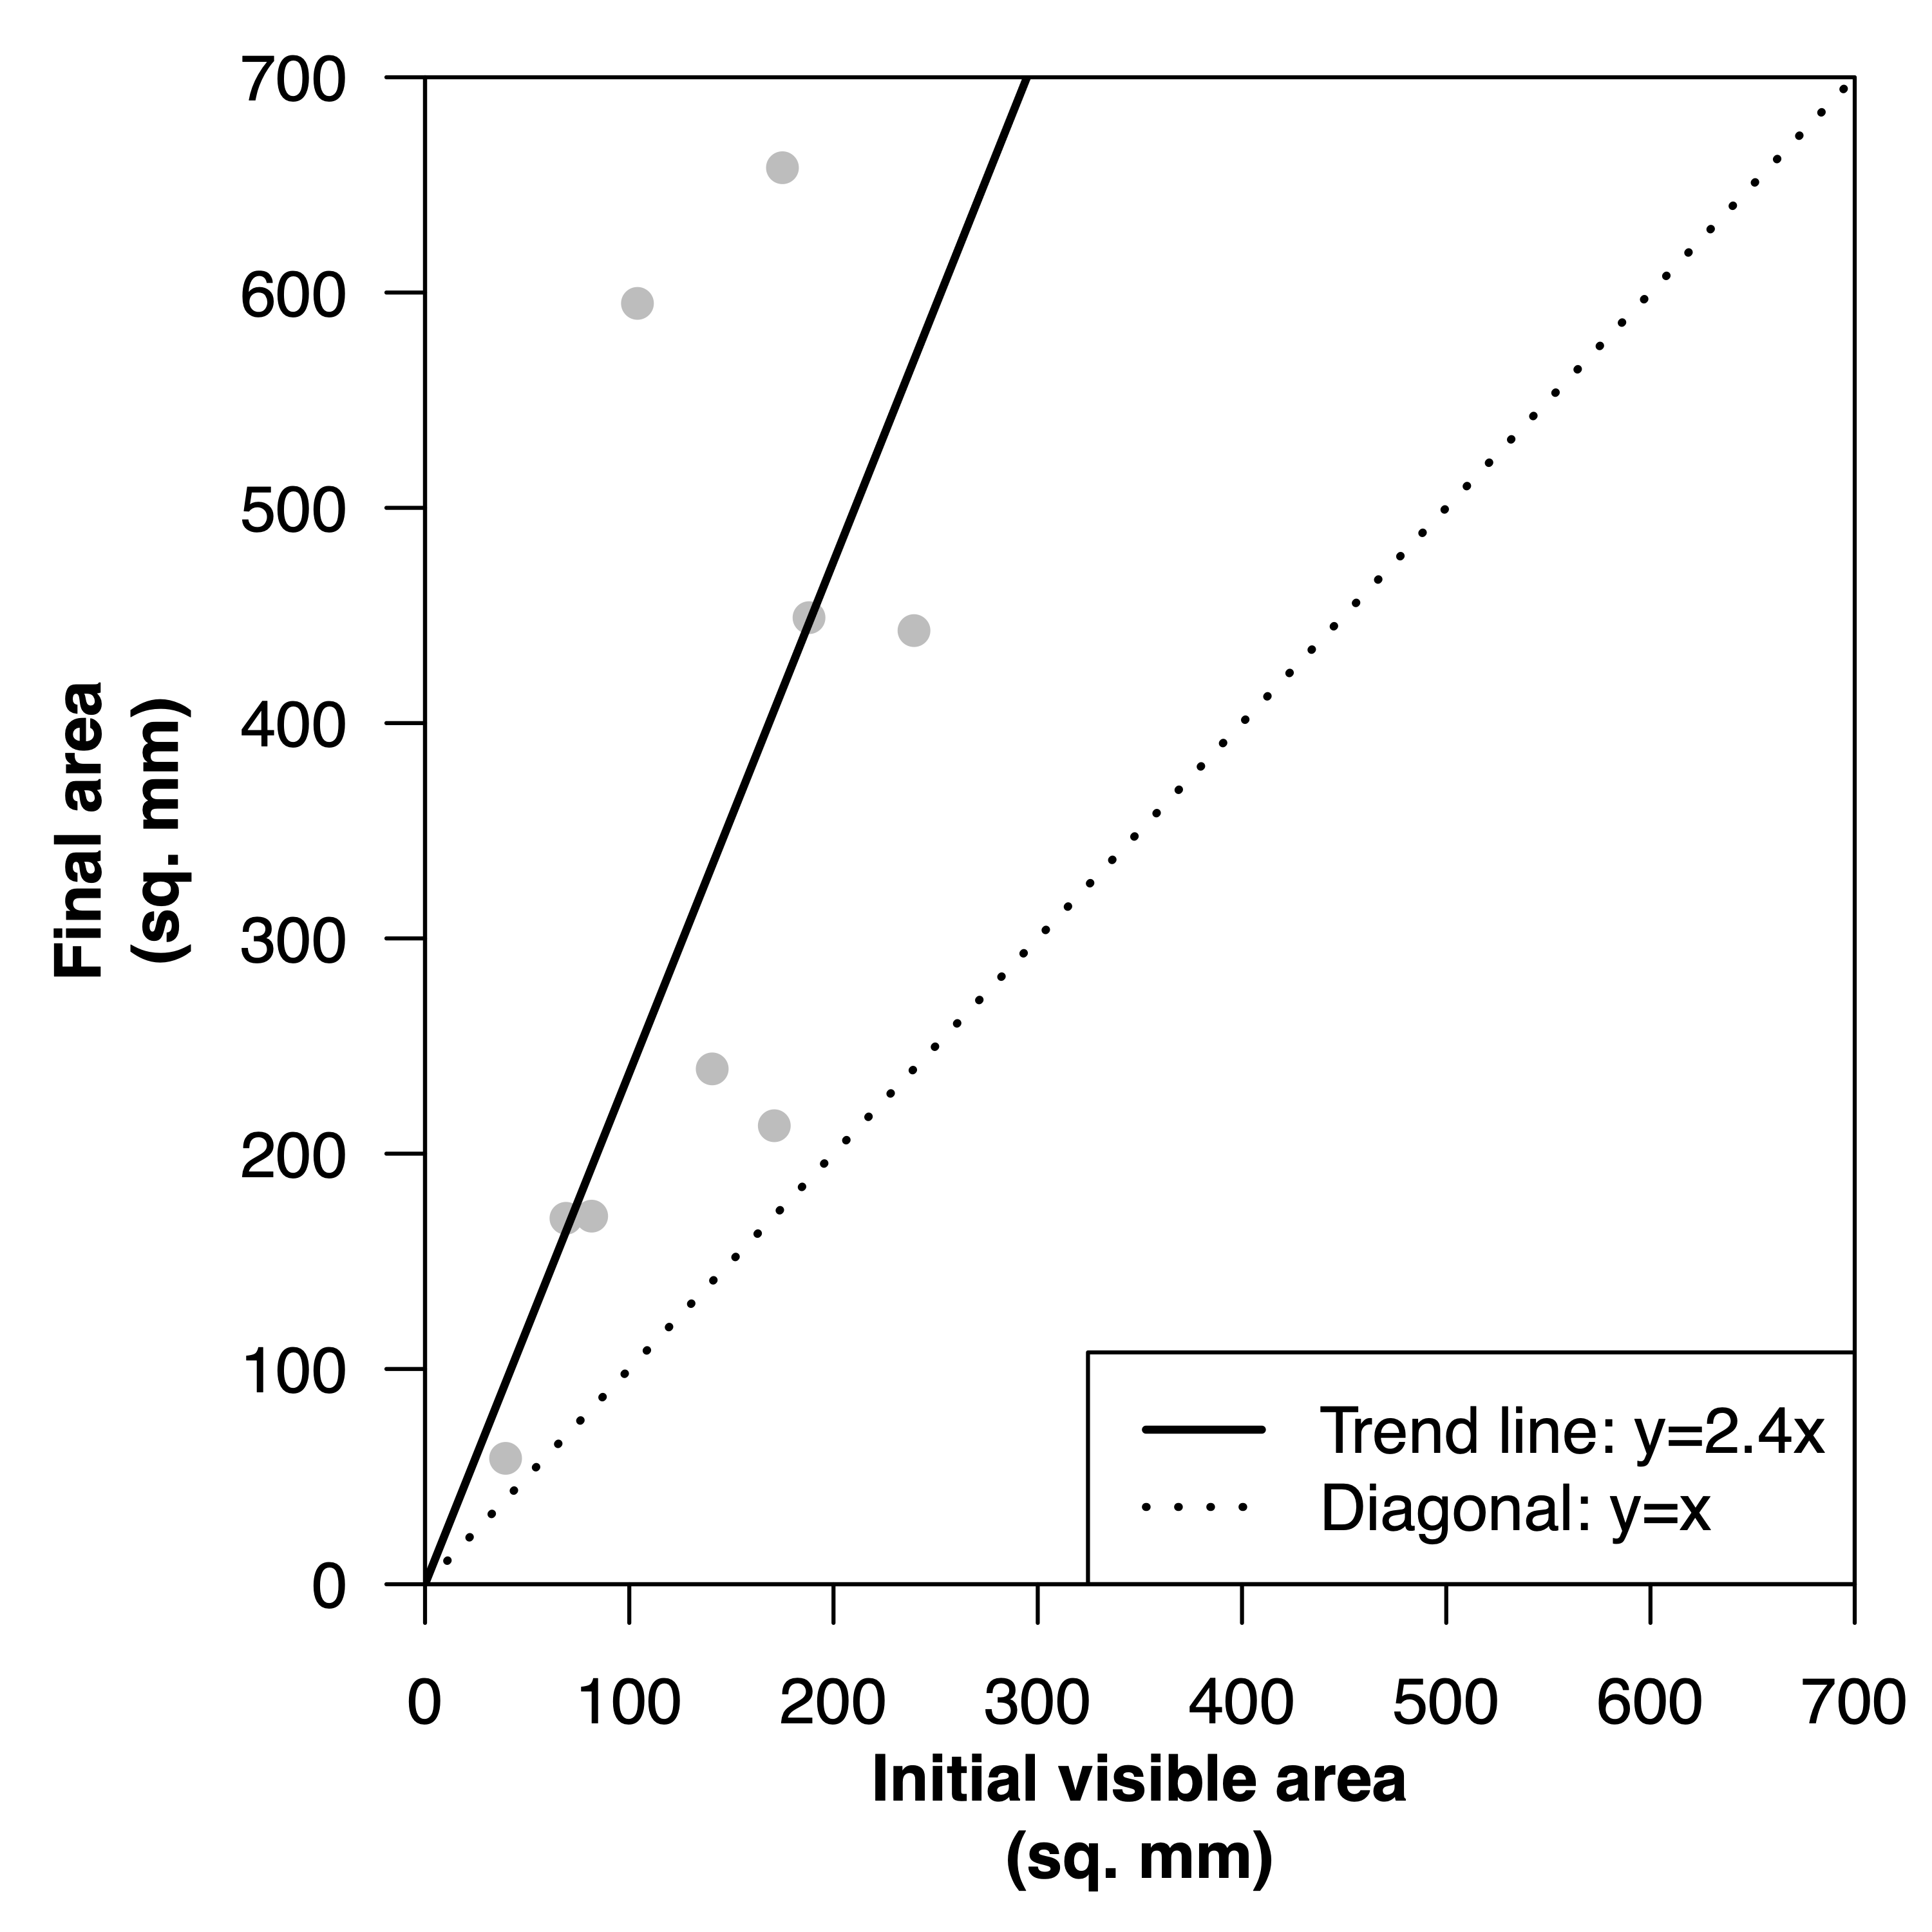 700
600
500
400
300
200
100
0
Final area
(sq. mm)
Trend line: y=2.4x
Diagonal: y=x
0 100 200 300 400 500 600 700
Initial visible area
(sq. mm)